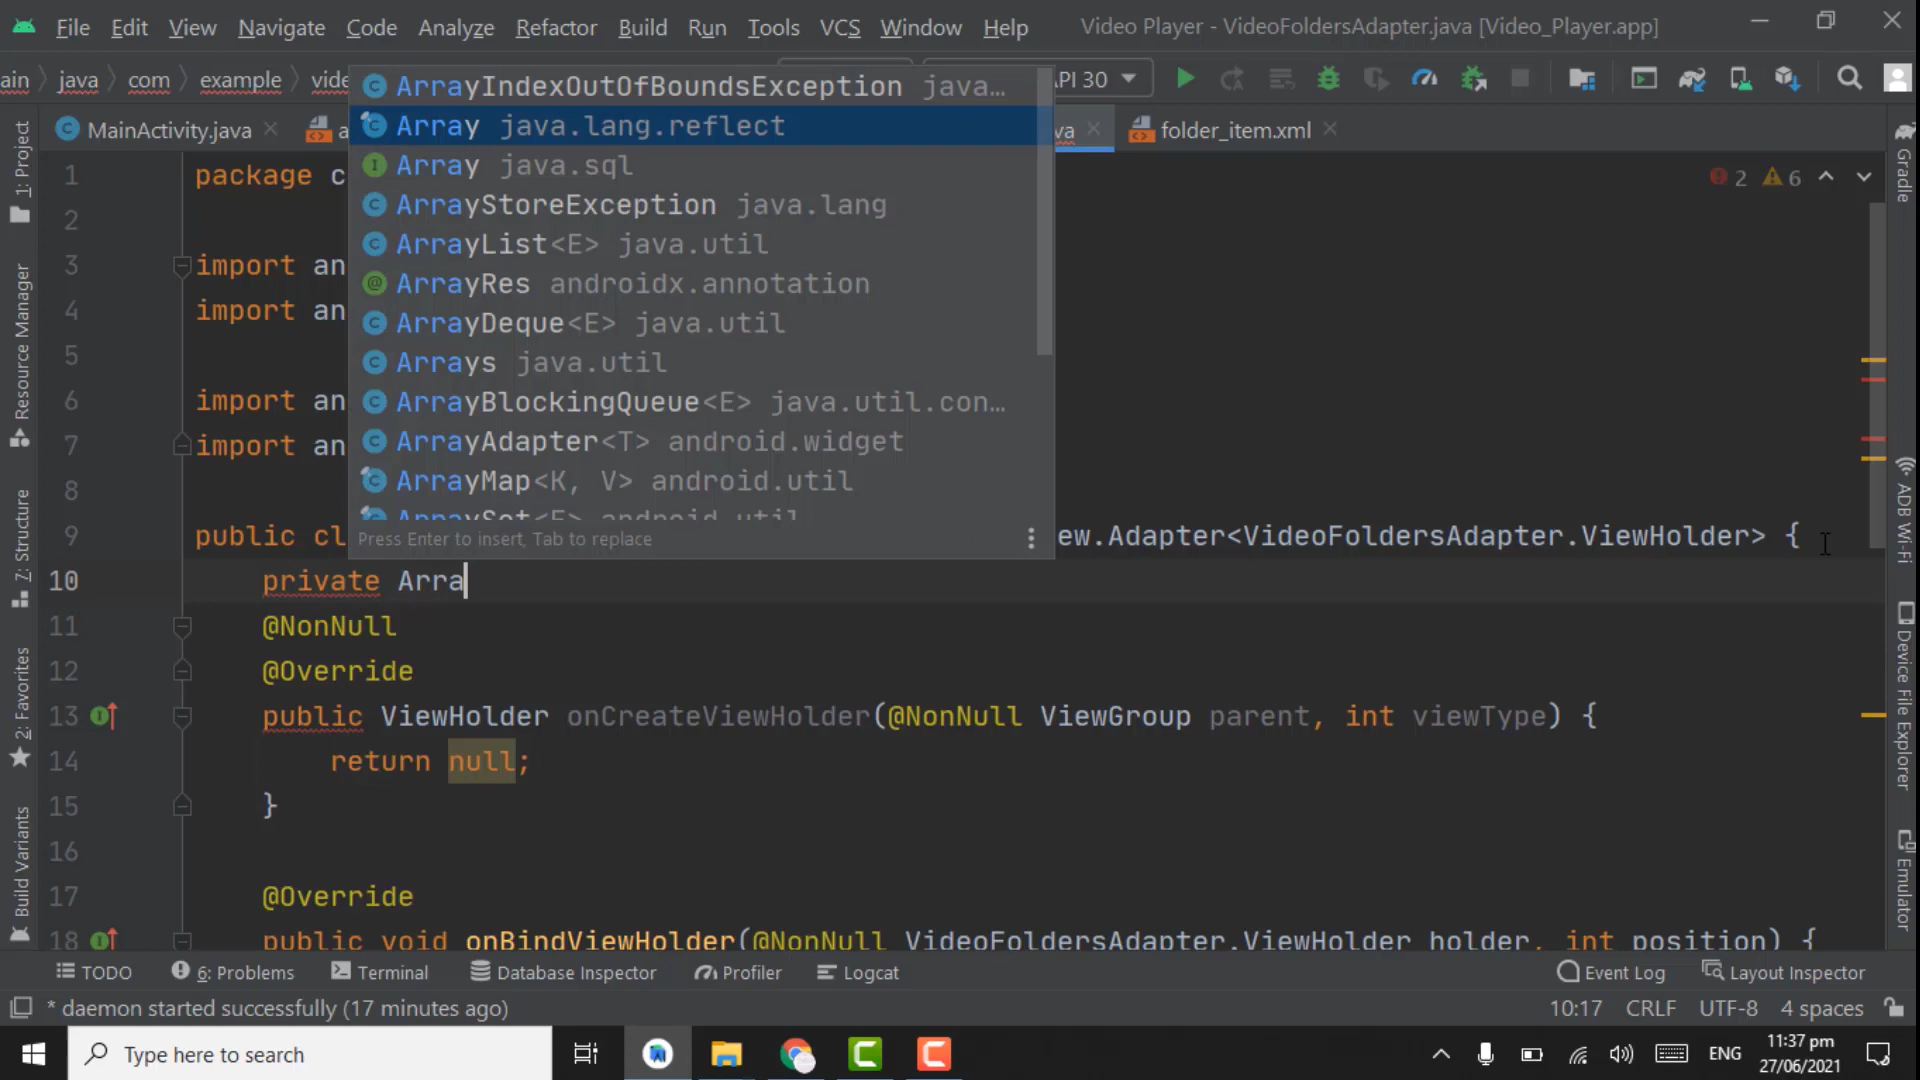 File Edit View Navigate Code Analyze Refactor Build Run Tools VCS Window Help Video Player - VideoFoldersAdapter.java [Video_Player.app]
ain java com example vide API 30
MainActivity.java a va folder_item.xml
ArrayIndexOutOfBoundsException java...
Array java.lang.reflect
Array java.sql
ArrayStoreException java.lang
ArrayList<E> java.util
ArrayRes androidx.annotation
ArrayDeque<E> java.util
Arrays java.util
ArrayBlockingQueue<E> java.util.con...
ArrayAdapter<T> android.widget
ArrayMap<K, V> android.util
ArraySet<E> android.util
Press Enter to insert, Tab to replace
2 6
1 package c
2
3 import an
4 import an
5
6 import an
7 import an
8
9 public cl ew.Adapter<VideoFoldersAdapter.ViewHolder> {
10 private Arra
11 @NonNull
12 @Override
13 public ViewHolder onCreateViewHolder(@NonNull ViewGroup parent, int viewType) {
14 return null;
15 }
16
17 @Override
18 public void onBindViewHolder(@NonNull VideoFoldersAdapter.ViewHolder holder, int position) {
1: Project
Resource Manager
7: Structure
2: Favorites
Build Variants
Gradle
ADB Wi-Fi
Device File Explorer
Emulator
TODO 6: Problems Terminal Database Inspector Profiler Logcat Event Log Layout Inspector
* daemon started successfully (17 minutes ago) 10:17 CRLF UTF-8 4 spaces
Type here to search ENG 11:37 pm
27/06/2021